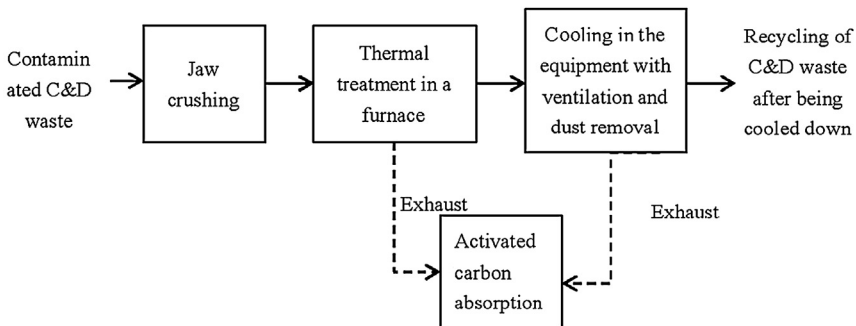 Contamin
ated C&D
waste
Jaw
crushing
Thermal
treatment in a
furnace
Cooling in the
equipment with
ventilation and
dust removal
Recycling of
C&D waste
after being
cooled down
Exhaust
Exhaust
Activated
carbon
absorption